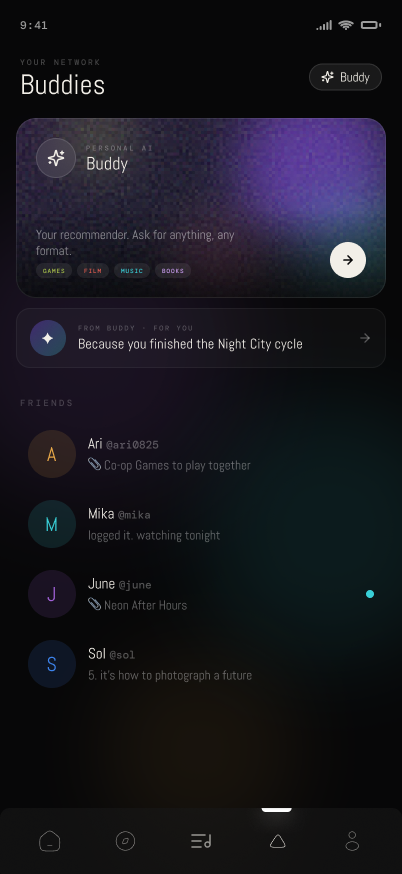 9:41
YOUR NETWORK
Buddies
Buddy
PERSONAL AI
Buddy
Your recommender. Ask for anything, any
format.
GAMES FILM MUSIC BOOKS
FROM BUDDY · FOR YOU
Because you finished the Night City cycle
FRIENDS
A
Ari @ari0825
Co-op Games to play together
M
Mika @mika
logged it. watching tonight
J
June @june
Neon After Hours
S
Sol @sol
5. it's how to photograph a future